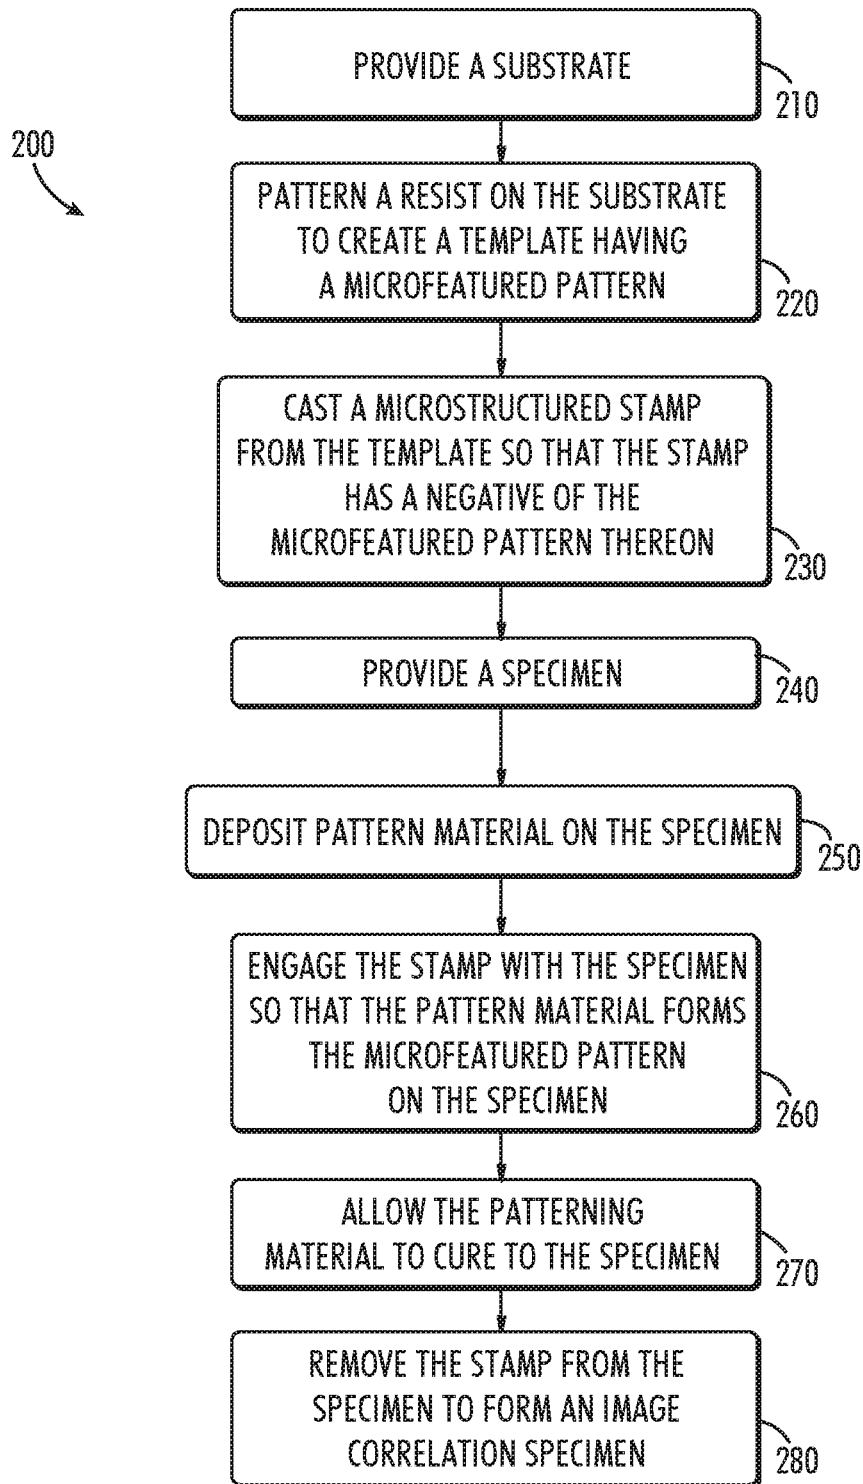 PROVIDE A SUBSTRATE
210
200
PATTERN A RESIST ON THE SUBSTRATE
TO CREATE A TEMPLATE HAVING
A MICROFEATURED PATTERN
220
CAST A MICROSTRUCTURED STAMP
FROM THE TEMPLATE SO THAT THE STAMP
HAS A NEGATIVE OF THE
MICROFEATURED PATTERN THEREON
230
PROVIDE A SPECIMEN
240
DEPOSIT PATTERN MATERIAL ON THE SPECIMEN
250
ENGAGE THE STAMP WITH THE SPECIMEN
SO THAT THE PATTERN MATERIAL FORMS
THE MICROFEATURED PATTERN
ON THE SPECIMEN
260
ALLOW THE PATTERNING
MATERIAL TO CURE TO THE SPECIMEN
270
REMOVE THE STAMP FROM THE
SPECIMEN TO FORM AN IMAGE
CORRELATION SPECIMEN
280